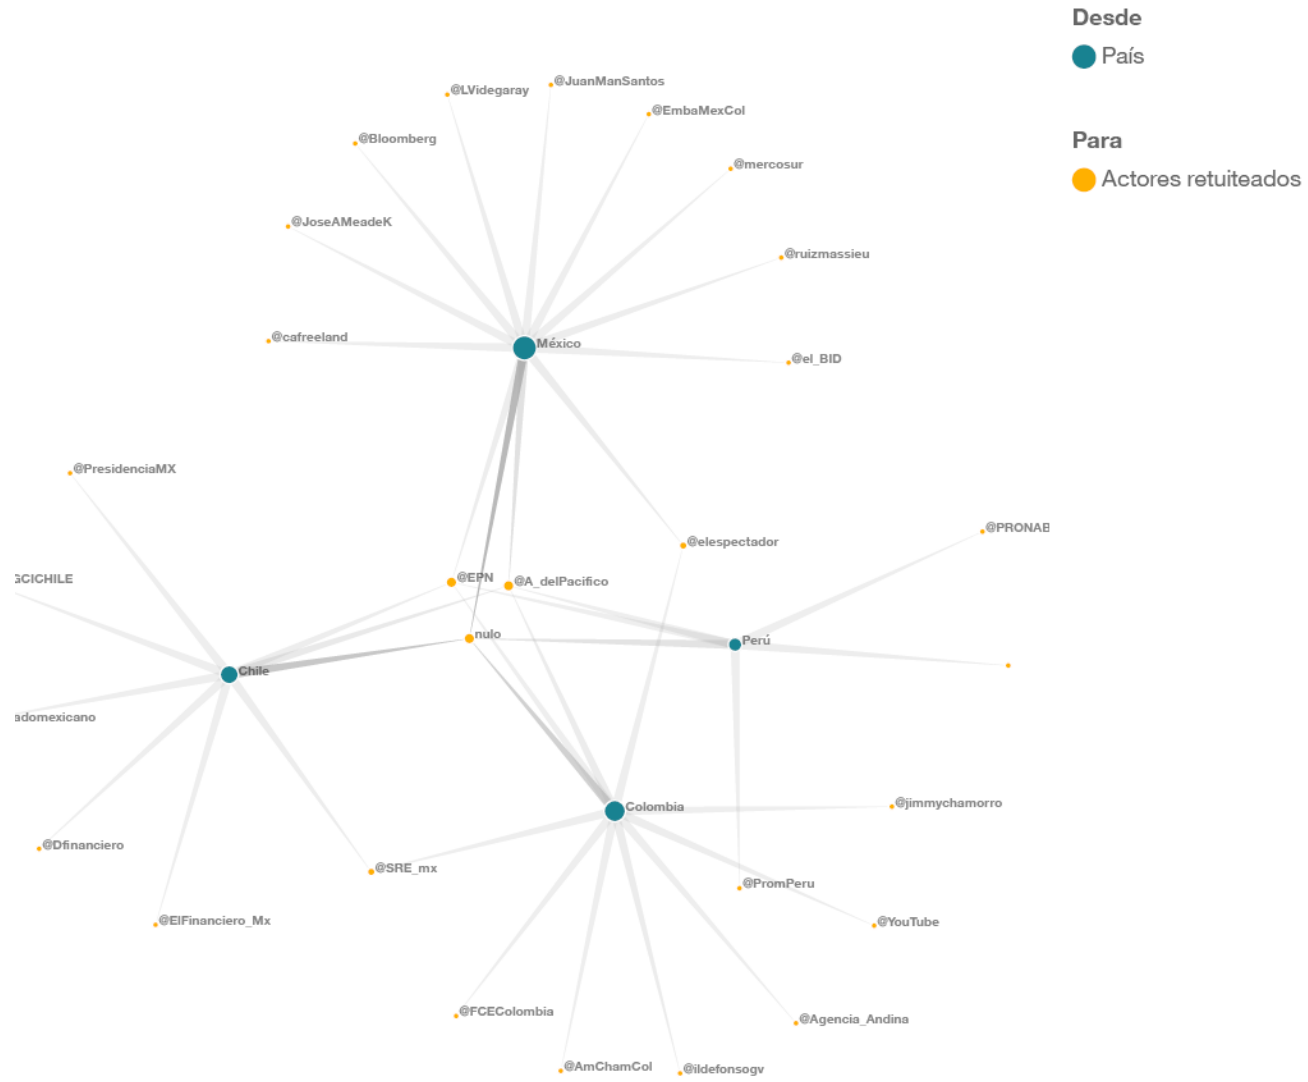 Desde
País
Para
Actores retuiteados
@JuanManSantos
@LVidegaray
@EmbaMexCol
@Bloomberg
@mercosur
@JoseAMeadeK
@ruizmassieu
@cafreeland
México
@el_BID
@PresidenciaMX
@PRONAB
@elespectador
GCICHILE
@EPN
@A_delPacifico
nulo
Perú
Chile
adomexicano
@jimmychamorro
Colombia
@Dfinanciero
@SRE_mx
@PromPeru
@ElFinanciero_Mx
@YouTube
@FCEColombia
@Agencia_Andina
@AmChamCol
@ildefonsogv